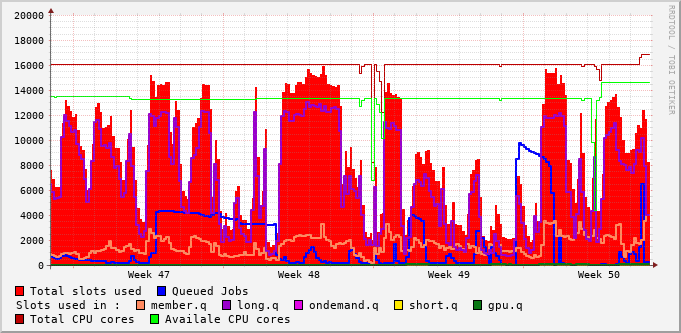 20000
18000
16000
14000
12000
10000
8000
6000
4000
2000
0
Week 47 Week 48 Week 49 Week 50
RRDTOOL / TOBI OETIKER
Total slots used Queued Jobs
Slots used in : member.q long.q ondemand.q short.q gpu.q
Total CPU cores Availale CPU cores